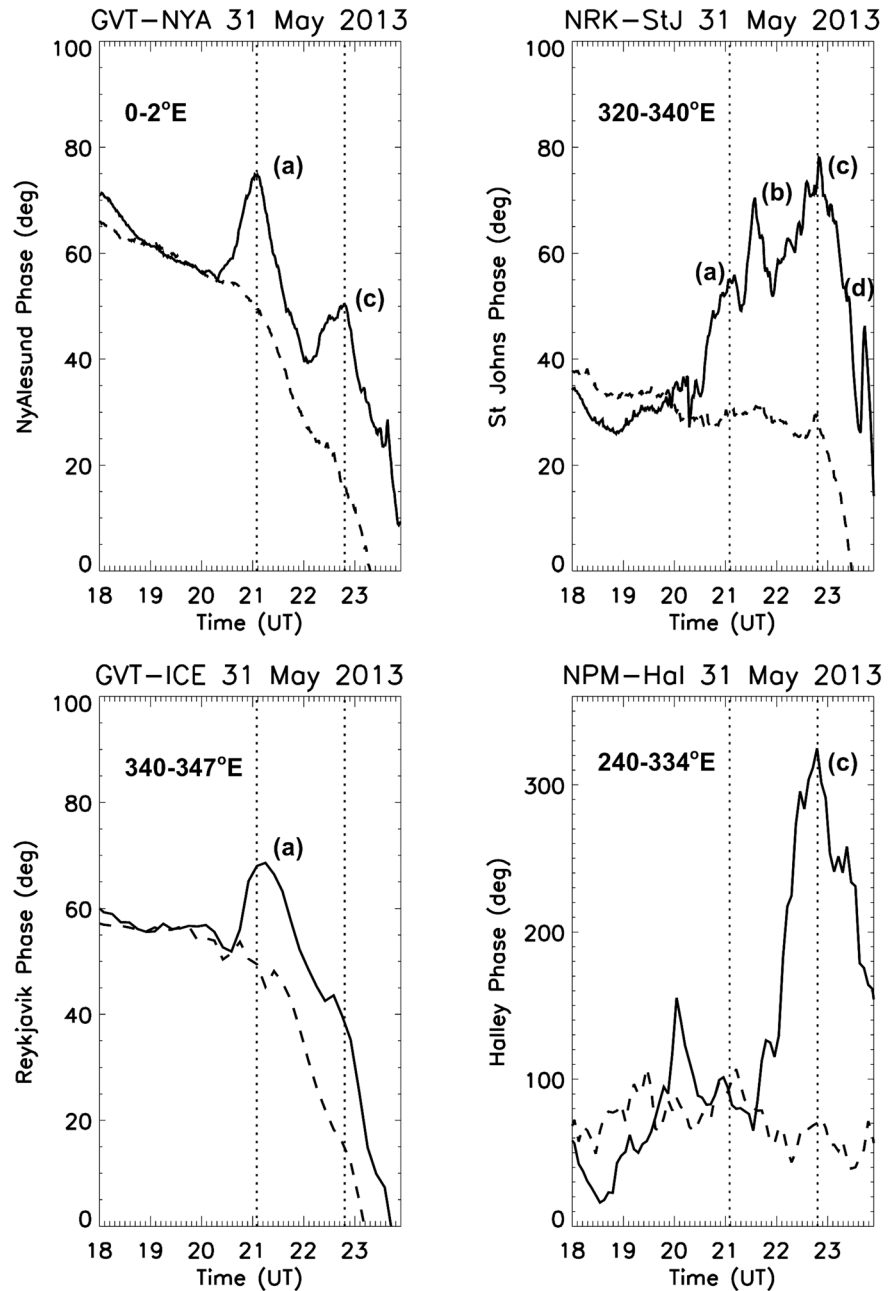 GVT-NYA 31 May 2013
0-2°E
(a)
(c)
NyAlesund Phase (deg)
100
80
60
40
20
0
18 19 20 21 22 23
Time (UT)
NRK-StJ 31 May 2013
320-340°E
(a)
(b)
(c)
(d)
St Johns Phase (deg)
100
80
60
40
20
0
18 19 20 21 22 23
Time (UT)
GVT-ICE 31 May 2013
340-347°E
(a)
Reykjavik Phase (deg)
100
80
60
40
20
0
18 19 20 21 22 23
Time (UT)
NPM-Hal 31 May 2013
240-334°E
(c)
Halley Phase (deg)
300
200
100
0
18 19 20 21 22 23
Time (UT)